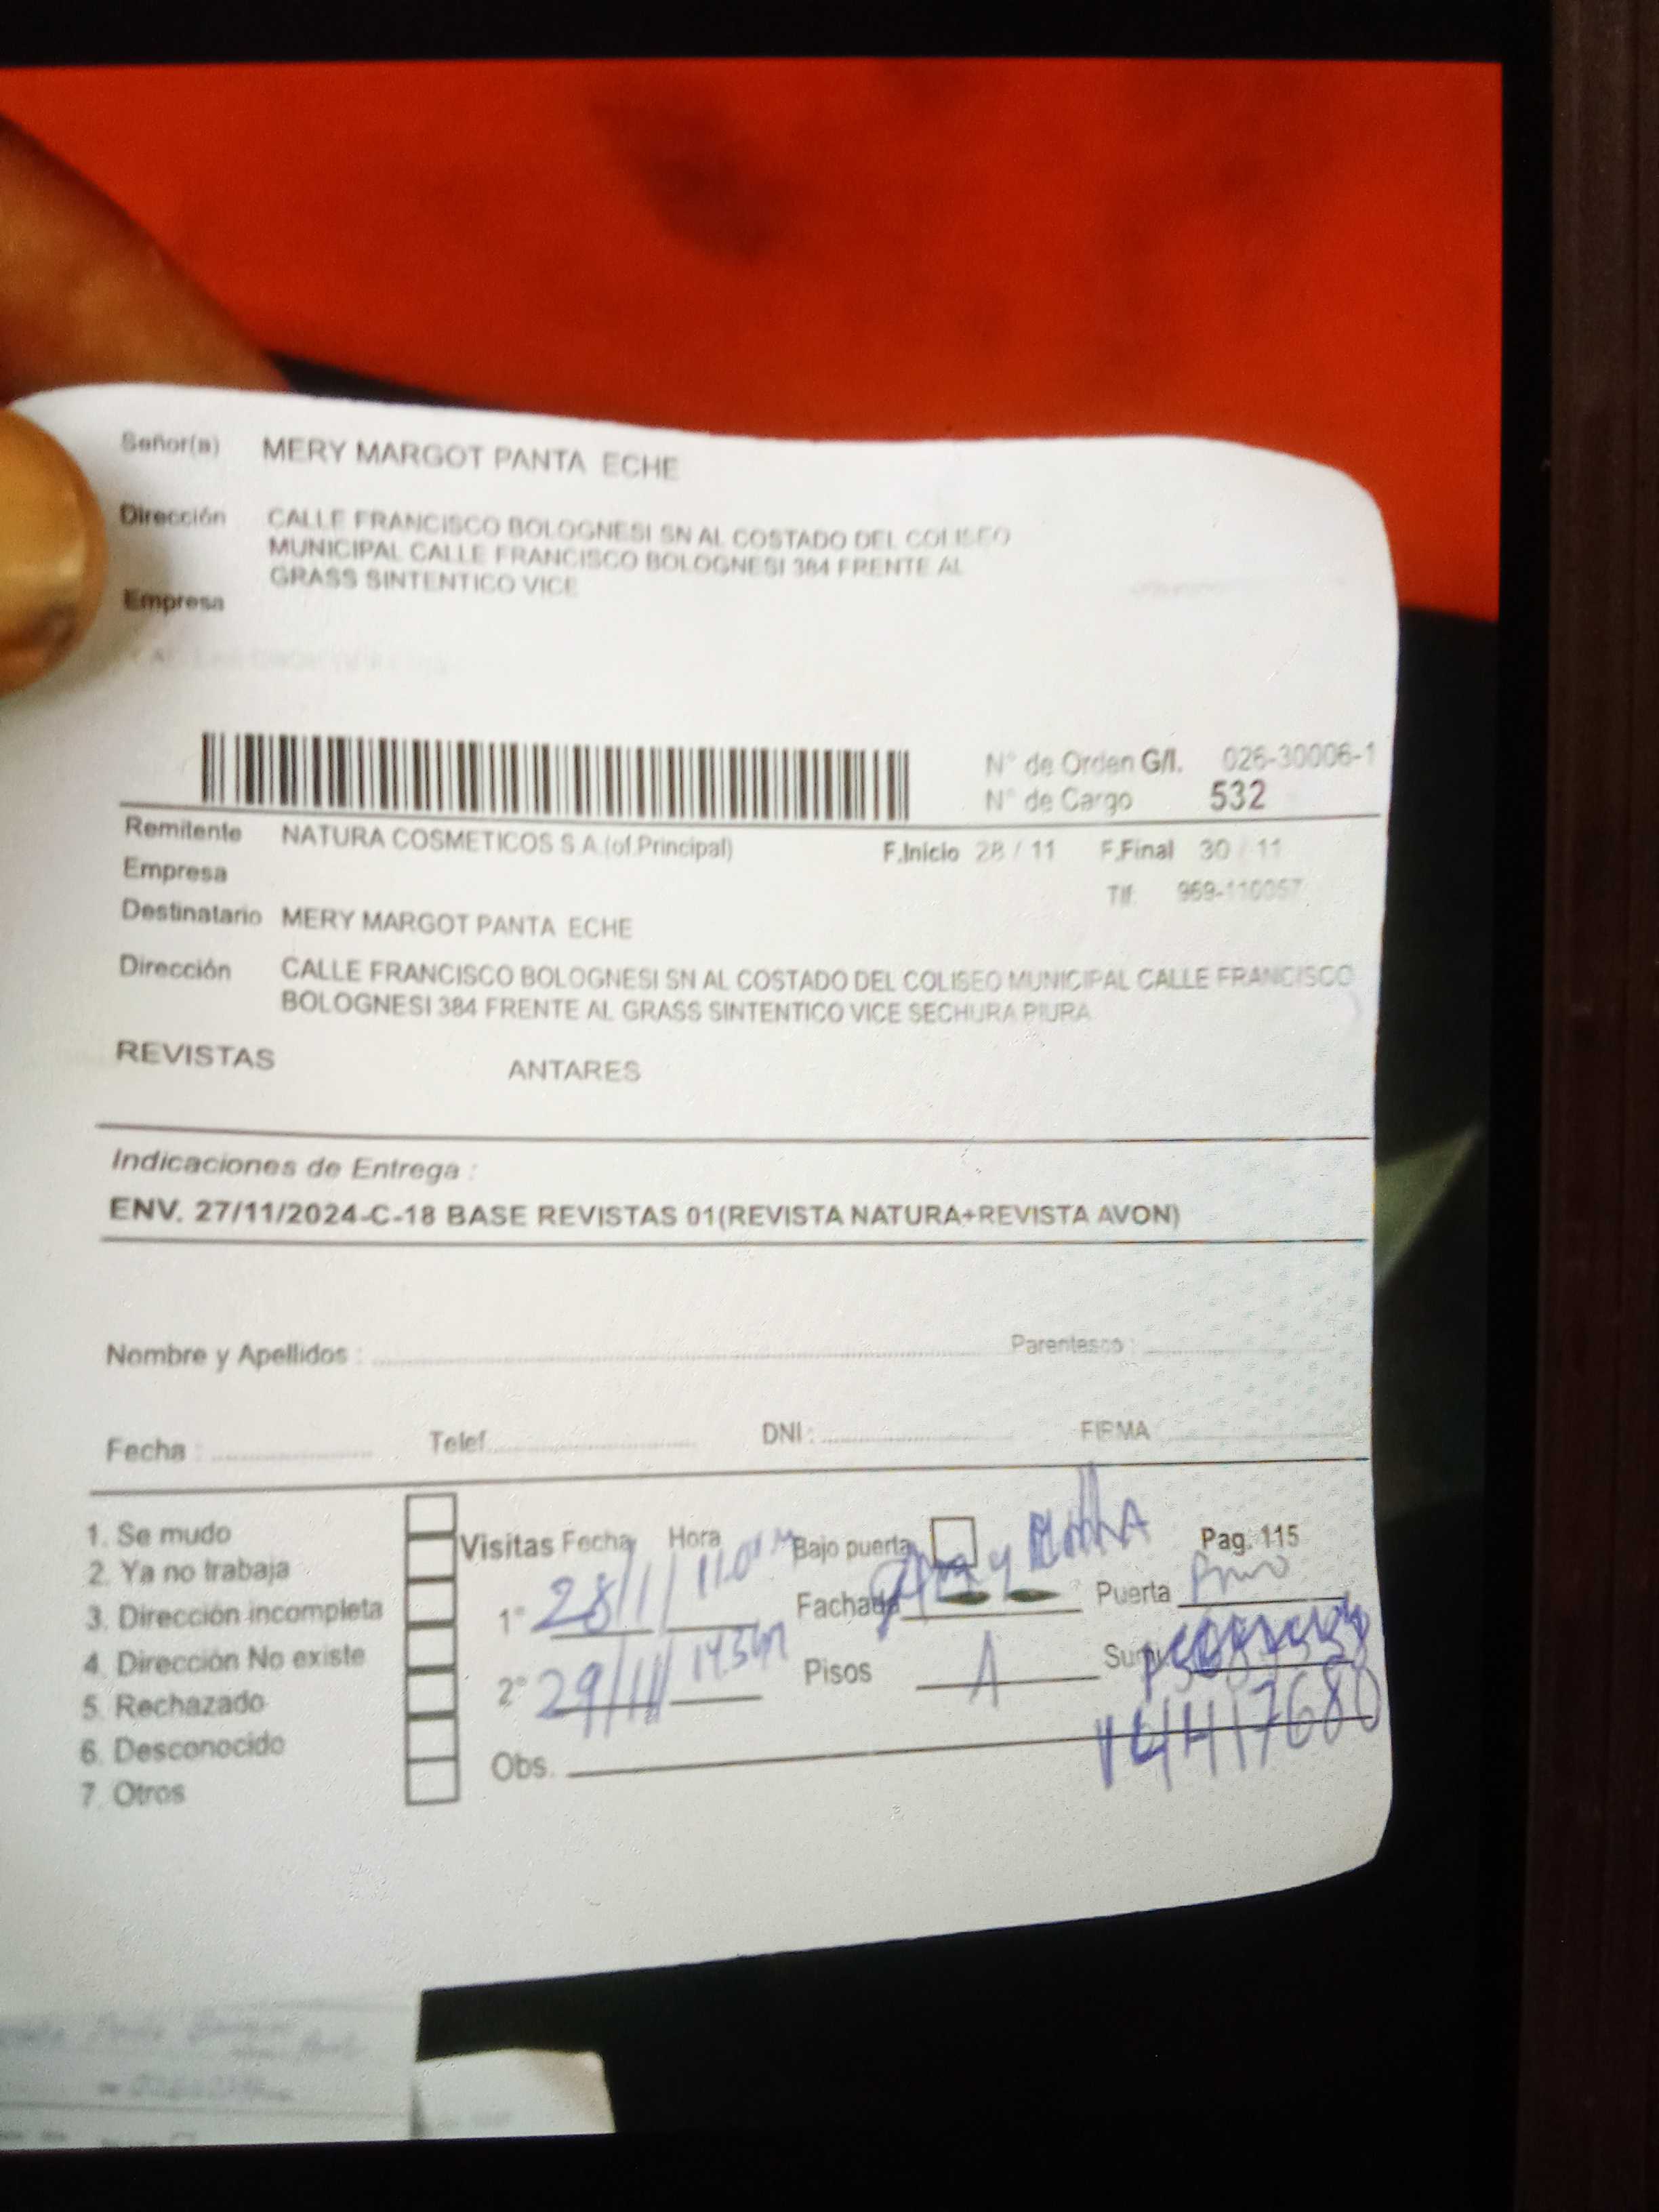 Señor(a) MERY MARGOT PANTA ECHE
Dirección CALLE FRANCISCO BOLOGNESI SN AL COSTADO DEL COLISEO
MUNICIPAL CALLE FRANCISCO BOLOGNESI 384 FRENTE AL
GRASS SINTENTICO VICE
Empresa
N° de Orden G/I. 026-30006-1
N° de Cargo 532
Remitente NATURA COSMETICOS S A (of.Principal) F.Inicio 28 / 11 F.Final 30 / 11
Empresa
Tlf: 969-110057
Destinatario MERY MARGOT PANTA ECHE
Dirección CALLE FRANCISCO BOLOGNESI SN AL COSTADO DEL COLISEO MUNICIPAL CALLE FRANCISCO
BOLOGNESI 384 FRENTE AL GRASS SINTENTICO VICE SECHURA PIURA
REVISTAS ANTARES
Indicaciones de Entrega :
ENV. 27/11/2024-C-18 BASE REVISTAS 01(REVISTA NATURA+REVISTA AVON)
Nombre y Apellidos : Parentesco :
Fecha : Telef. DNI : FIRMA
1. Se mudo
2. Ya no trabaja
3. Dirección incompleta
4. Dirección No existe
5. Rechazado
6. Desconocido
7. Otros
Visitas Fecha Hora Bajo puerta Pag. 115
1° 28/11 Fachada y Puerta
2° 29/11 Pisos 1
14417680
Obs.